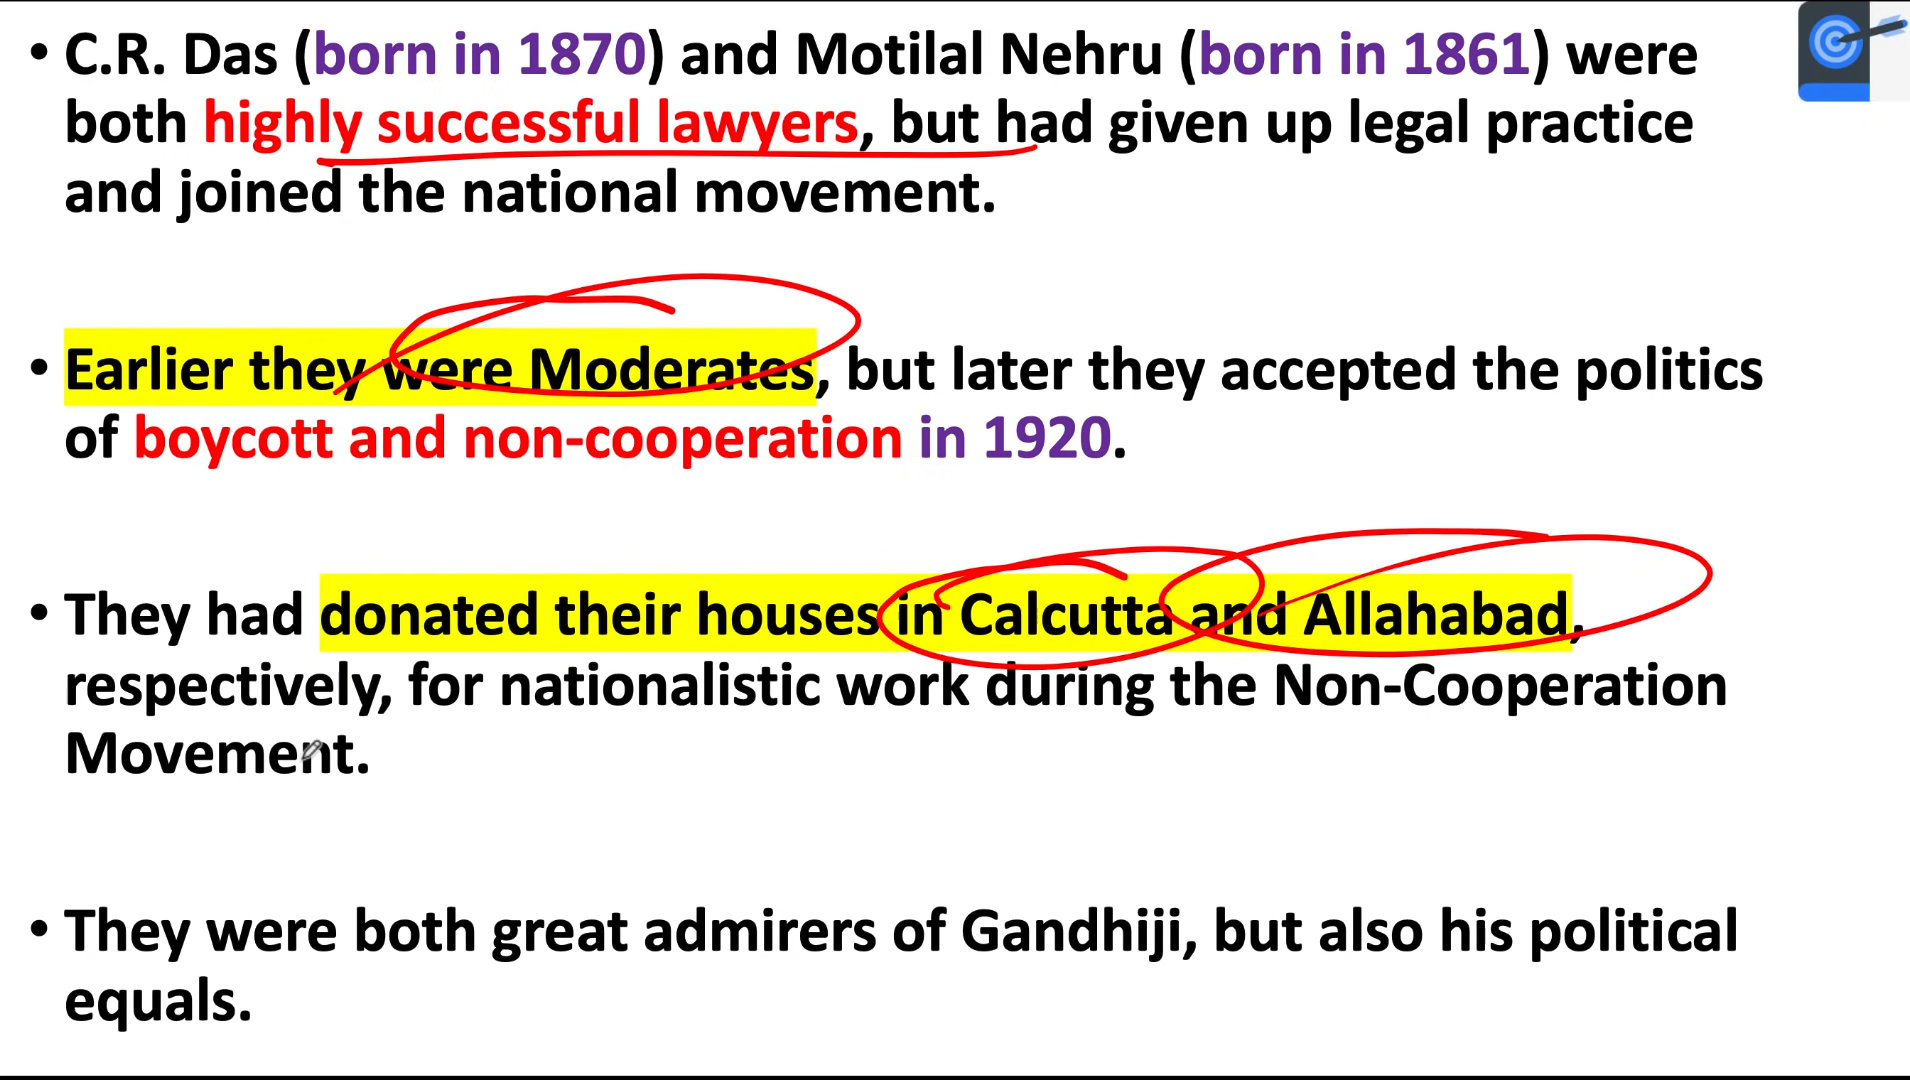 • C.R. Das (born in 1870) and Motilal Nehru (born in 1861) were
both highly successful lawyers, but had given up legal practice
and joined the national movement.
• Earlier they were Moderates, but later they accepted the politics
of boycott and non-cooperation in 1920.
• They had donated their houses in Calcutta and Allahabad,
respectively, for nationalistic work during the Non-Cooperation
Movement.
• They were both great admirers of Gandhiji, but also his political
equals.